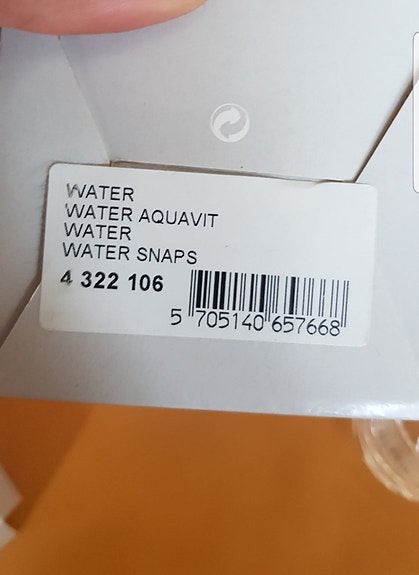 WATER
WATER AQUAVIT
WATER
WATER SNAPS
4 322 106
5 705140 657668